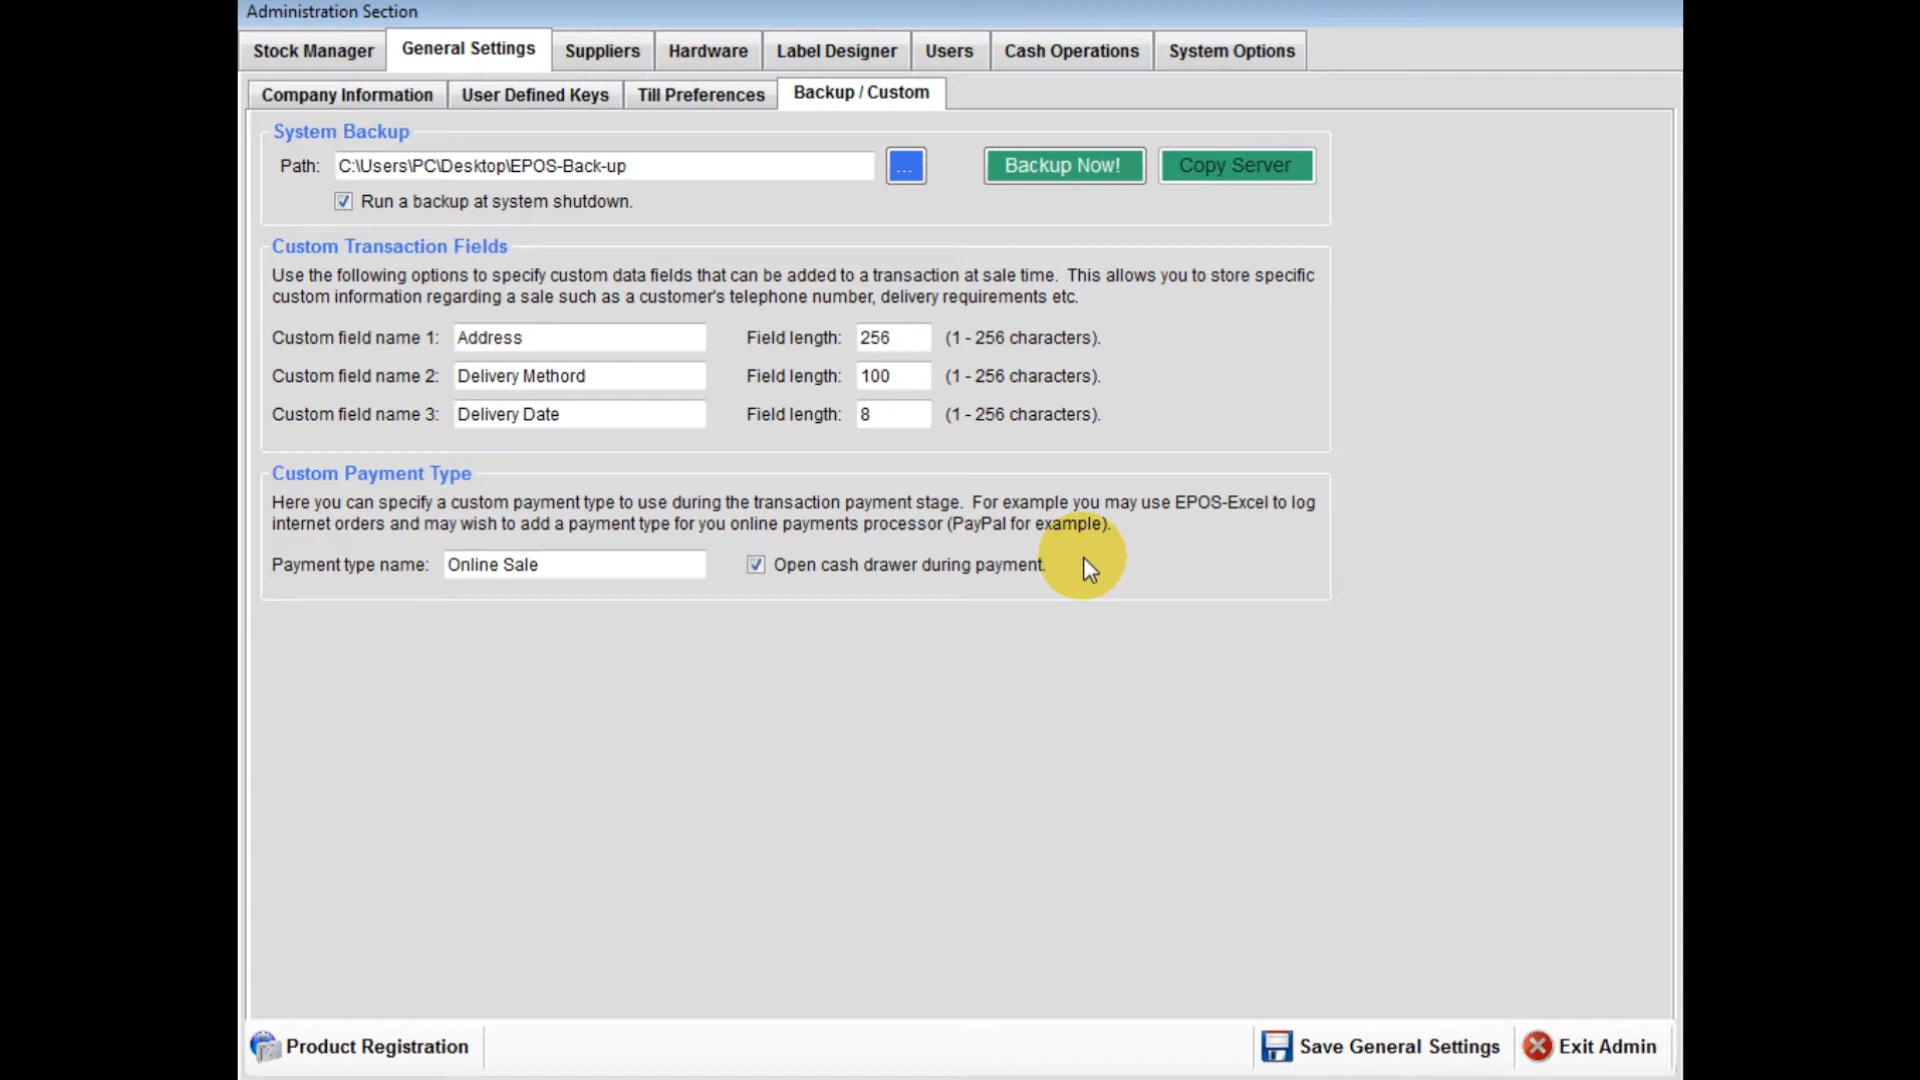 Administration Section
Stock Manager General Settings Suppliers Hardware Label Designer Users Cash Operations System Options
Company Information User Defined Keys Till Preferences Backup / Custom
System Backup
Path: C:\Users\PC\Desktop\EPOS-Back-up ... Backup Now! Copy Server
Run a backup at system shutdown.
Custom Transaction Fields
Use the following options to specify custom data fields that can be added to a transaction at sale time. This allows you to store specific
custom information regarding a sale such as a customer's telephone number, delivery requirements etc.
Custom field name 1: Address Field length: 256 (1 - 256 characters).
Custom field name 2: Delivery Methord Field length: 100 (1 - 256 characters).
Custom field name 3: Delivery Date Field length: 8 (1 - 256 characters).
Custom Payment Type
Here you can specify a custom payment type to use during the transaction payment stage. For example you may use EPOS-Excel to log
internet orders and may wish to add a payment type for you online payments processor (PayPal for example).
Payment type name: Online Sale Open cash drawer during payment.
Product Registration Save General Settings Exit Admin